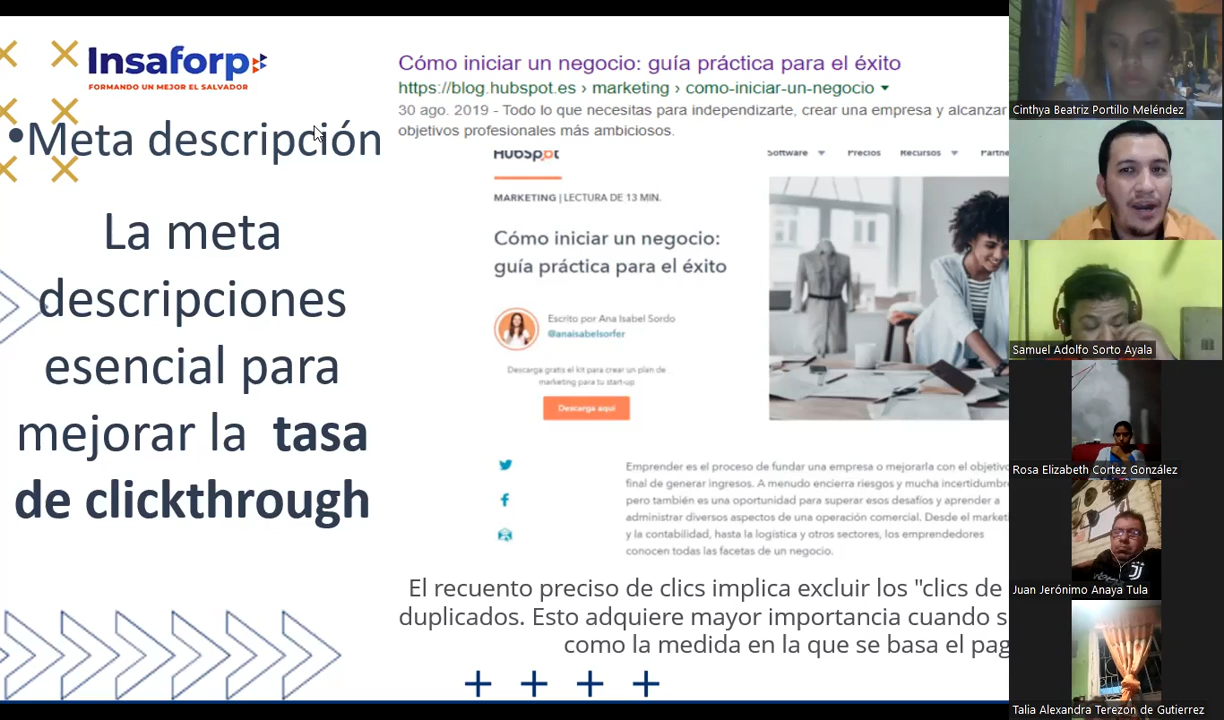 Insaforp
FORMANDO UN MEJOR EL SALVADOR
•Meta descripción
La meta
descripciones
esencial para
mejorar la tasa
de clickthrough
Cómo iniciar un negocio: guía práctica para el éxito
https://blog.hubspot.es › marketing › como-iniciar-un-negocio
30 ago. 2019 - Todo lo que necesitas para independizarte, crear una empresa y alcanzar
objetivos profesionales más ambiciosos.
HubSpot
Software Precios Recursos Partne
MARKETING | LECTURA DE 13 MIN.
Cómo iniciar un negocio:
guía práctica para el éxito
Escrito por Ana Isabel Sordo
@anaisabelsorfer
Descarga gratis el kit para crear un plan de
marketing para tu start-up
Descarga aquí
Emprender es el proceso de fundar una empresa o mejorarla con el objetivo
final de generar ingresos. A menudo encierra riesgos y mucha incertidumbre
pero también es una oportunidad para superar esos desafíos y aprender a
administrar diversos aspectos de una operación comercial. Desde el market
y la contabilidad, hasta la logística y otros sectores, los emprendedores
conocen todas las facetas de un negocio.
El recuento preciso de clics implica excluir los "clics de
duplicados. Esto adquiere mayor importancia cuando s
como la medida en la que se basa el pag
Cinthya Beatriz Portillo Meléndez
Samuel Adolfo Sorto Ayala
Rosa Elizabeth Cortez González
Juan Jerónimo Anaya Tula
Talia Alexandra Terezon de Gutierrez